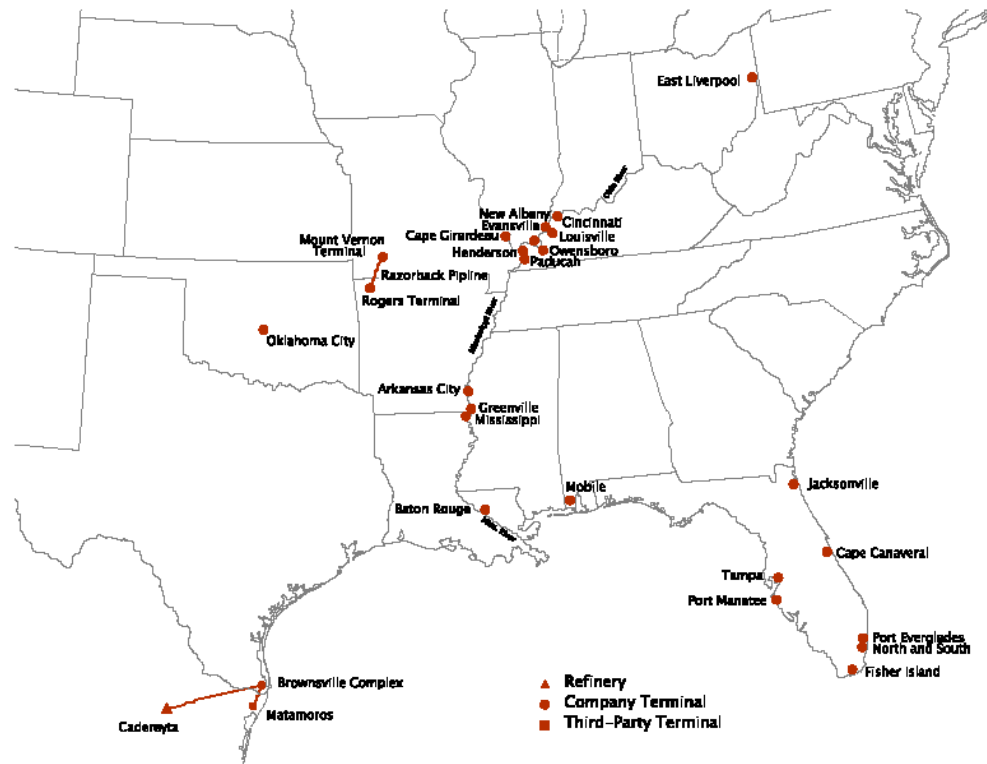 East Liverpool
Ohio River
New Albany
Evansville
Cincinnati
Cape Girardeau
Louisville
Mount Vernon
Terminal
Henderson
Owensboro
Paducah
Razorback Pipline
Rogers Terminal
Mississippi River
Oklahoma City
Arkansas City
Greenville
Mississippi
Mobile
Jacksonville
Baton Rouge
Miss. River
Cape Canaveral
Tampa
Port Manatee
Port Everglades
North and South
Fisher Island
Brownsville Complex
Refinery
Company Terminal
Matamoros
Cadereyta
Third-Party Terminal